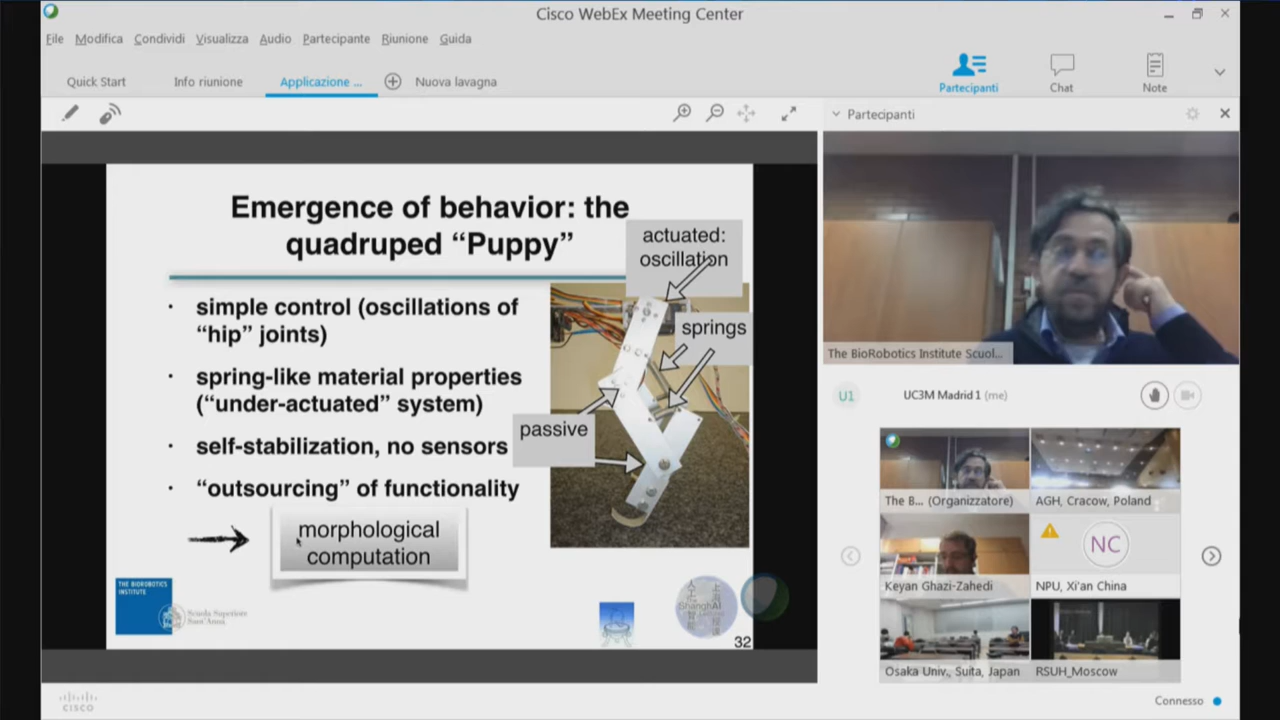 Cisco WebEx Meeting Center
File Modifica Condividi Visualizza Audio Partecipante Riunione Guida
Quick Start Info riunione Applicazione ... Nuova lavagna
Partecipanti Chat Note
Partecipanti
Emergence of behavior: the
quadruped “Puppy”
actuated:
oscillation
· simple control (oscillations of
“hip” joints)
springs
· spring-like material properties
(“under-actuated” system)
passive
· self-stabilization, no sensors
· “outsourcing” of functionality
morphological
computation
THE BIOROBOTICS
INSTITUTE
Scuola Superiore
Sant'Anna
ShanghAI
32
The BioRobotics Institute Scuol...
U1 UC3M Madrid 1 (me)
The B... (Organizzatore) AGH, Cracow, Poland
NC
Keyan Ghazi-Zahedi NPU, Xi'an China
Osaka Univ., Suita, Japan RSUH_Moscow
CISCO
Connesso